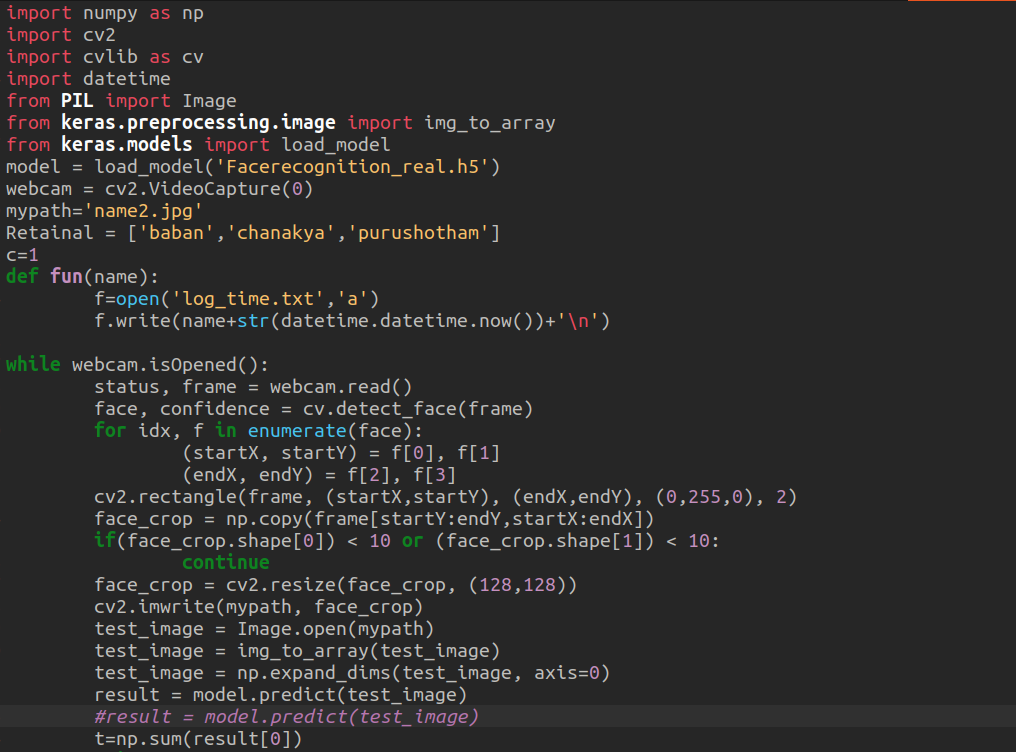 import numpy as np
import cv2
import cvlib as cv
import datetime
from PIL import Image
from keras.preprocessing.image import img_to_array
from keras.models import load_model
model = load_model('Facerecognition_real.h5')
webcam = cv2.VideoCapture(0)
mypath='name2.jpg'
Retainal = ['baban','chanakya','purushotham']
c=1
def fun(name):
        f=open('log_time.txt','a')
        f.write(name+str(datetime.datetime.now())+'\n')

while webcam.isOpened():
        status, frame = webcam.read()
        face, confidence = cv.detect_face(frame)
        for idx, f in enumerate(face):
                (startX, startY) = f[0], f[1]
                (endX, endY) = f[2], f[3]
        cv2.rectangle(frame, (startX,startY), (endX,endY), (0,255,0), 2)
        face_crop = np.copy(frame[startY:endY,startX:endX])
        if(face_crop.shape[0]) < 10 or (face_crop.shape[1]) < 10:
                continue
        face_crop = cv2.resize(face_crop, (128,128))
        cv2.imwrite(mypath, face_crop)
        test_image = Image.open(mypath)
        test_image = img_to_array(test_image)
        test_image = np.expand_dims(test_image, axis=0)
        result = model.predict(test_image)
        #result = model.predict(test_image)
        t=np.sum(result[0])